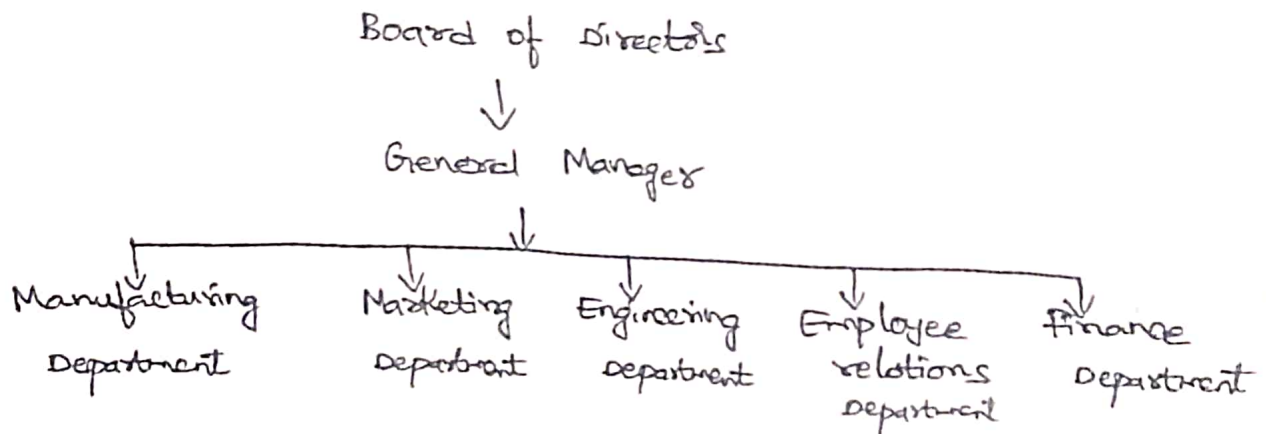 Board of Directors
General Manager
Manufacturing Department
Marketing Department
Engineering Department
Employee relations Department
Finance Department